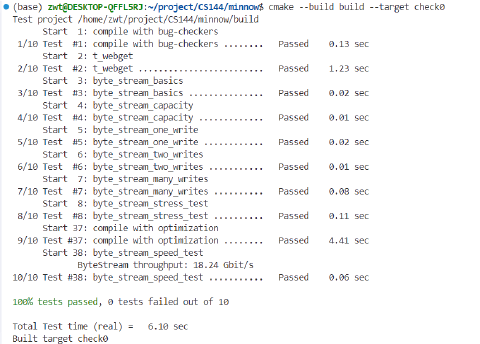 (base) zwt@DESKTOP-QFFL5RJ:~/project/CS144/minnow$ cmake --build build --target check0
Test project /home/zwt/project/CS144/minnow/build
      Start  1: compile with bug-checkers
 1/10 Test  #1: compile with bug-checkers ........   Passed    0.13 sec
      Start  2: t_webget
 2/10 Test  #2: t_webget .........................   Passed    1.23 sec
      Start  3: byte_stream_basics
 3/10 Test  #3: byte_stream_basics ...............   Passed    0.02 sec
      Start  4: byte_stream_capacity
 4/10 Test  #4: byte_stream_capacity .............   Passed    0.01 sec
      Start  5: byte_stream_one_write
 5/10 Test  #5: byte_stream_one_write ............   Passed    0.02 sec
      Start  6: byte_stream_two_writes
 6/10 Test  #6: byte_stream_two_writes ...........   Passed    0.01 sec
      Start  7: byte_stream_many_writes
 7/10 Test  #7: byte_stream_many_writes ..........   Passed    0.08 sec
      Start  8: byte_stream_stress_test
 8/10 Test  #8: byte_stream_stress_test ..........   Passed    0.11 sec
      Start 37: compile with optimization
 9/10 Test #37: compile with optimization ........   Passed    4.41 sec
      Start 38: byte_stream_speed_test
             ByteStream throughput: 18.24 Gbit/s
10/10 Test #38: byte_stream_speed_test ...........   Passed    0.06 sec
100% tests passed, 0 tests failed out of 10
Total Test time (real) =   6.10 sec
Built target check0